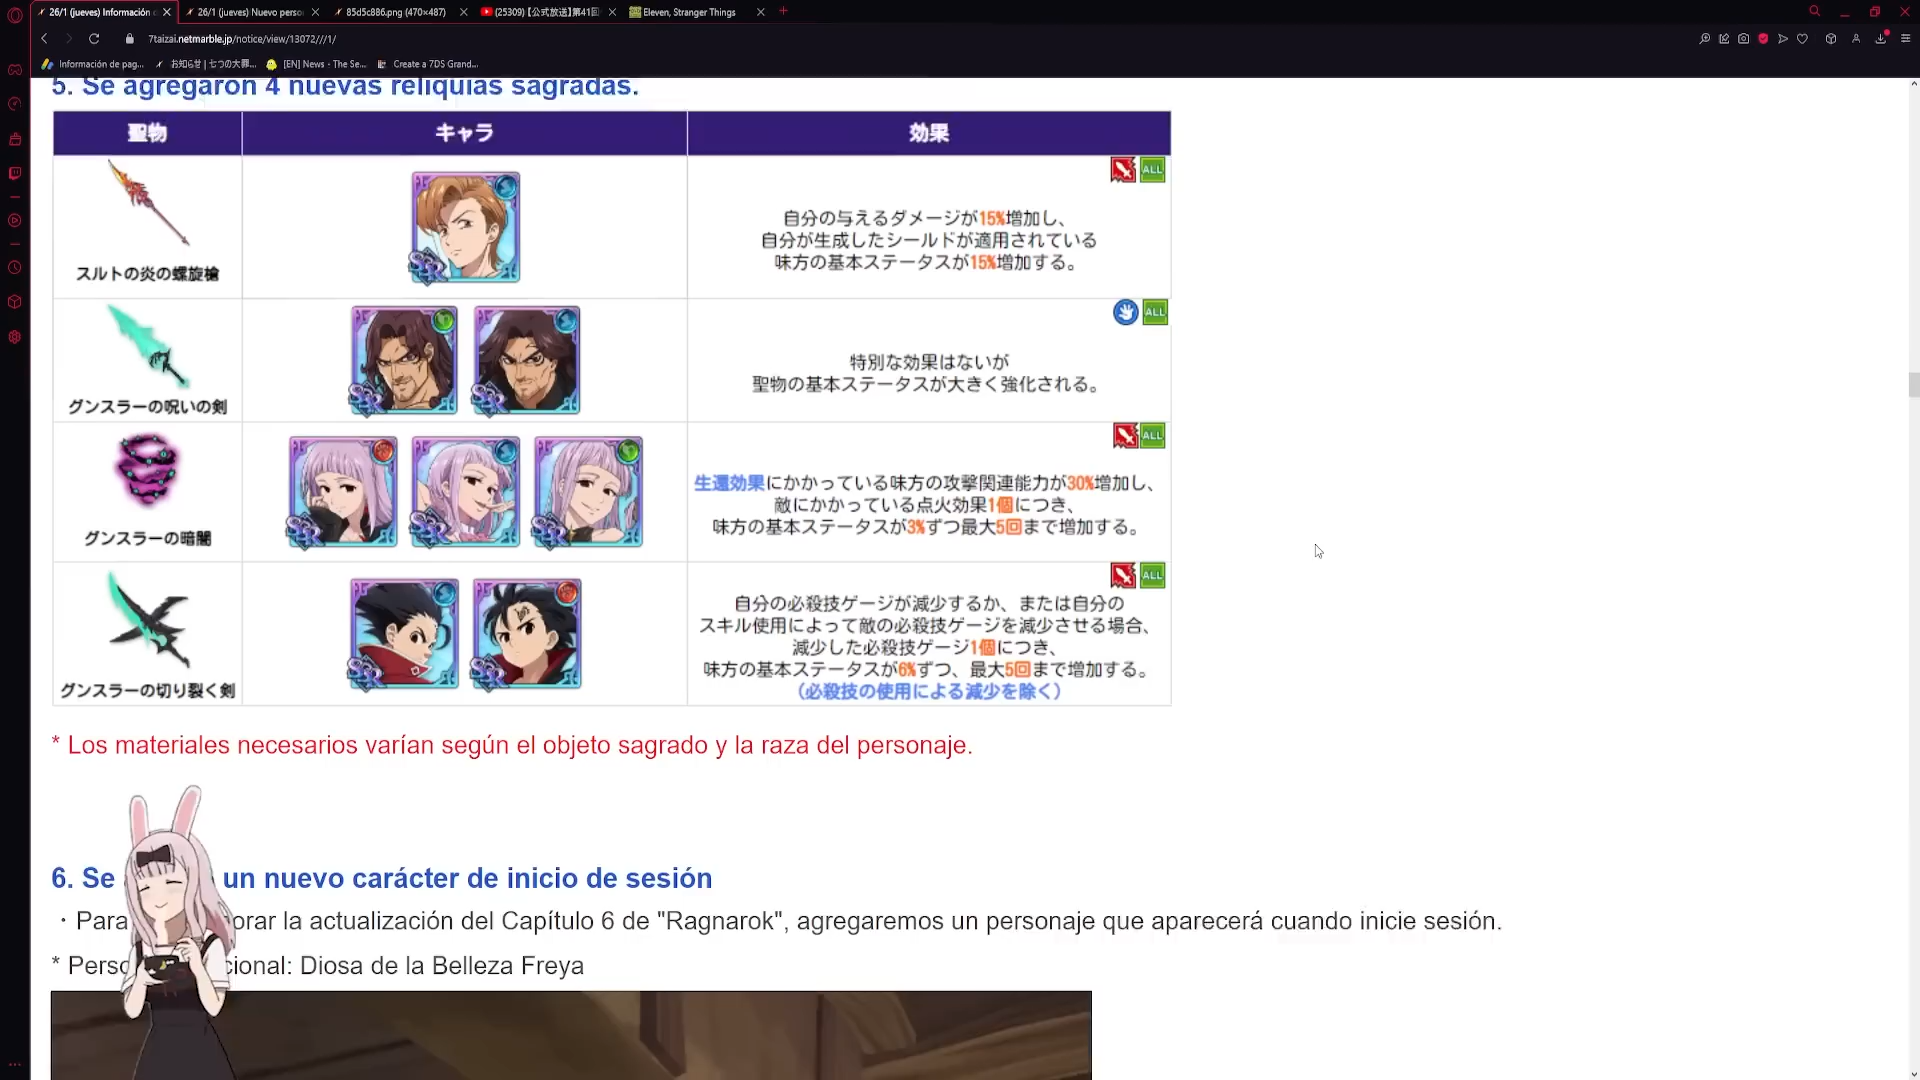 26/1 (jueves) Información
26/1 (jueves) Nuevo perso
85d5c886.png (470×487)
(25309)【公式放送】第41回
Eleven, Stranger Things
7taizai.netmarble.jp/notice/view/13072///1/
Información de pag...
お知らせ | 七つの大罪...
[EN] News - The Se...
Create a 7DS Grand...
5. Se agregaron 4 nuevas reliquias sagradas.
聖物
キャラ
効果
ALL
スルトの炎の螺旋槍
自分の与えるダメージが15%増加し、
自分が生成したシールドが適用されている
味方の基本ステータスが15%増加する。
ALL
グンスラーの呪いの剣
特別な効果はないが
聖物の基本ステータスが大きく強化される。
ALL
グンスラーの暗闇
生還効果にかかっている味方の攻撃関連能力が30%増加し、
敵にかかっている点火効果1個につき、
味方の基本ステータスが3%ずつ最大5回まで増加する。
ALL
グンスラーの切り裂く剣
自分の必殺技ゲージが減少するか、または自分の
スキル使用によって敵の必殺技ゲージを減少させる場合、
減少した必殺技ゲージ1個につき、
味方の基本ステータスが6%ずつ、最大5回まで増加する。
（必殺技の使用による減少を除く）
* Los materiales necesarios varían según el objeto sagrado y la raza del personaje.
6. Se un nuevo carácter de inicio de sesión
・Para orar la actualización del Capítulo 6 de "Ragnarok", agregaremos un personaje que aparecerá cuando inicie sesión.
* Perso cional: Diosa de la Belleza Freya